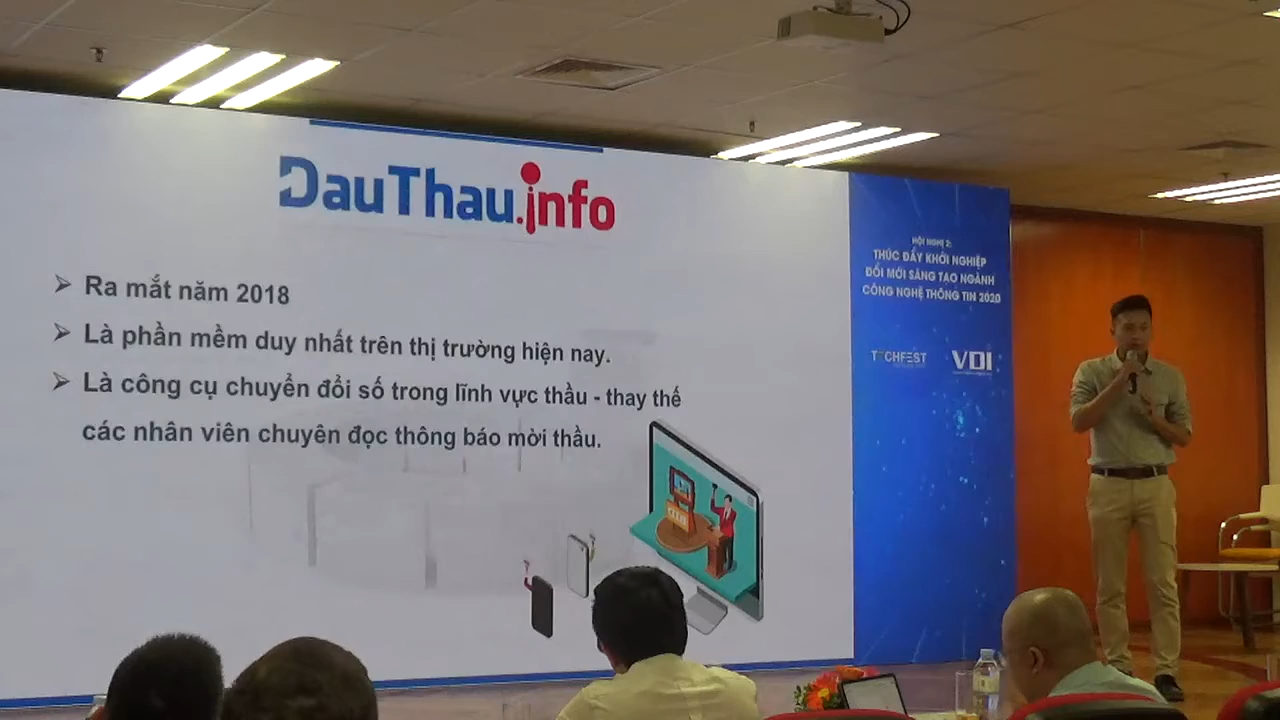 DauThau.info
➢ Ra mắt năm 2018
➢ Là phần mềm duy nhất trên thị trường hiện nay.
➢ Là công cụ chuyển đổi số trong lĩnh vực thầu - thay thế
các nhân viên chuyên đọc thông báo mời thầu.
HỘI NGHỊ 2:
THÚC ĐẨY KHỞI NGHIỆP
ĐỔI MỚI SÁNG TẠO NGÀNH
CÔNG NGHỆ THÔNG TIN 2020
TECHFEST VDI
BID